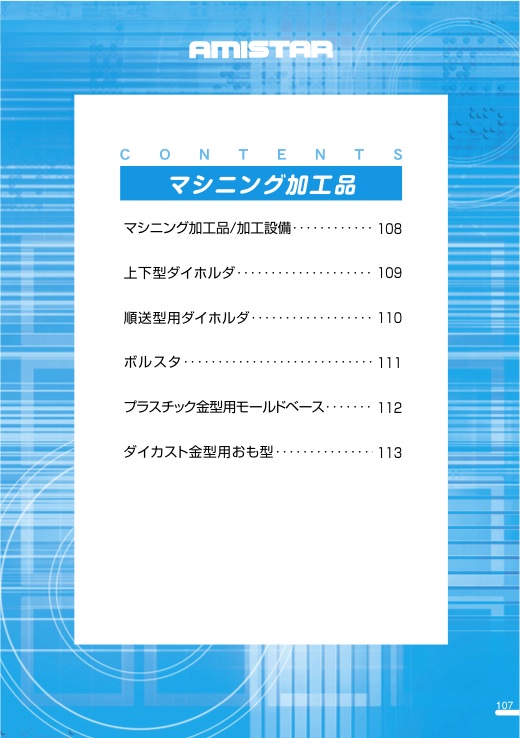 AMISTAR
CONTENTS
マシニング加工品
マシニング加工品/加工設備············ 108
上下型ダイホルダ···················· 109
順送型用ダイホルダ·················· 110
ボルスタ···························· 111
プラスチック金型用モールドベース······· 112
ダイカスト金型用おも型··············· 113
107